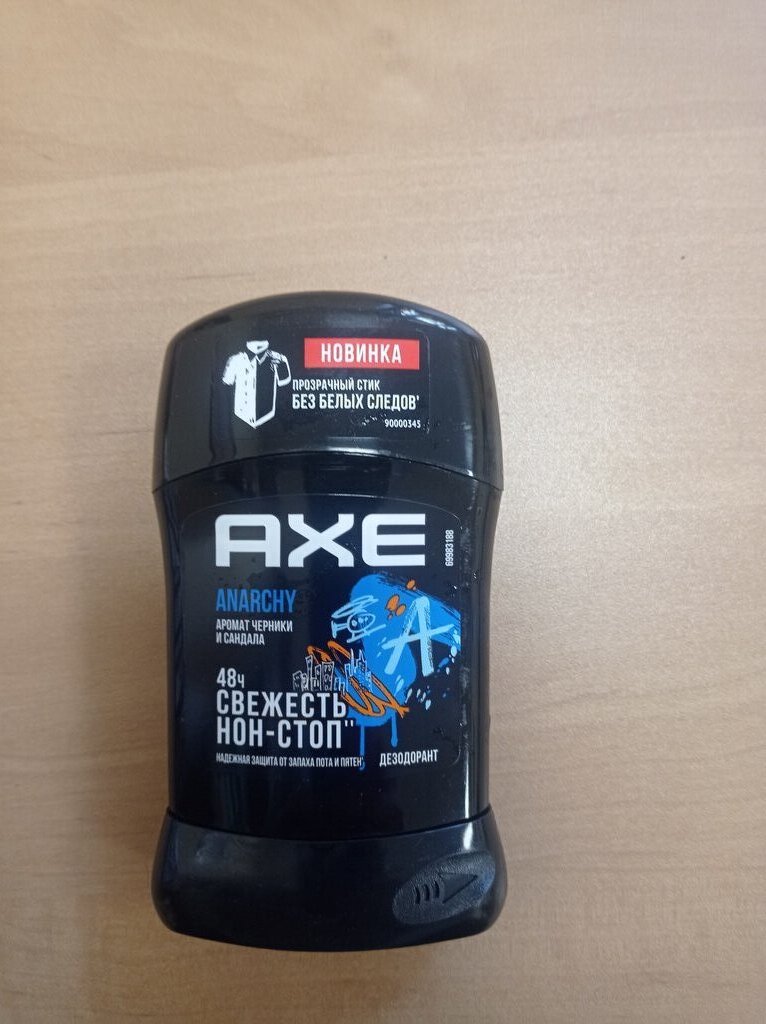 НОВИНКА
ПРОЗРАЧНЫЙ СТИК
БЕЗ БЕЛЫХ СЛЕДОВ'
90000345
AXE
69983188
ANARCHY
АРОМАТ ЧЕРНИКИ
И САНДАЛА
A
48ч
СВЕЖЕСТЬ
НОН-СТОП"
НАДЕЖНАЯ ЗАЩИТА ОТ ЗАПАХА ПОТА И ПЯТЕН
ДЕЗОДОРАНТ